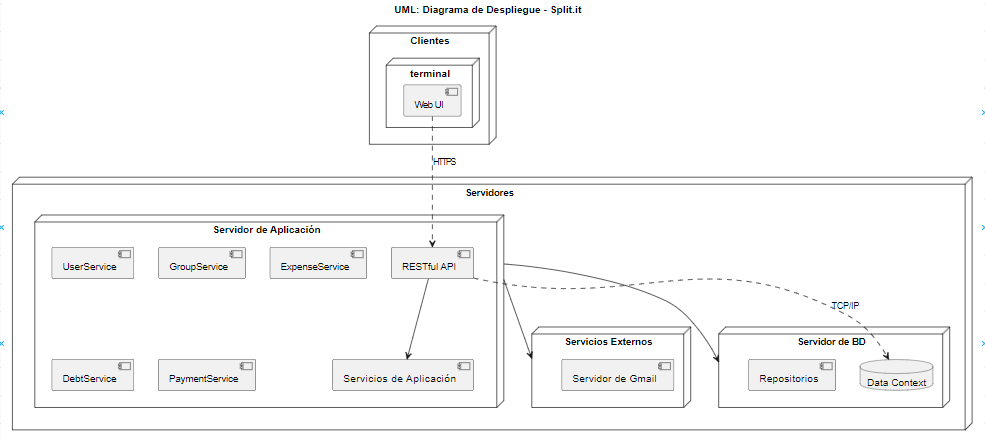 UML: Diagrama de Despliegue - Split.it
Clientes
terminal
Web UI
HTTPS
Servidores
Servidor de Aplicación
UserService
GroupService
ExpenseService
RESTful API
TCP/IP
Servicios Externos
Servidor de BD
DebtService
PaymentService
Servicios de Aplicación
Servidor de Gmail
Repositorios
Data Context